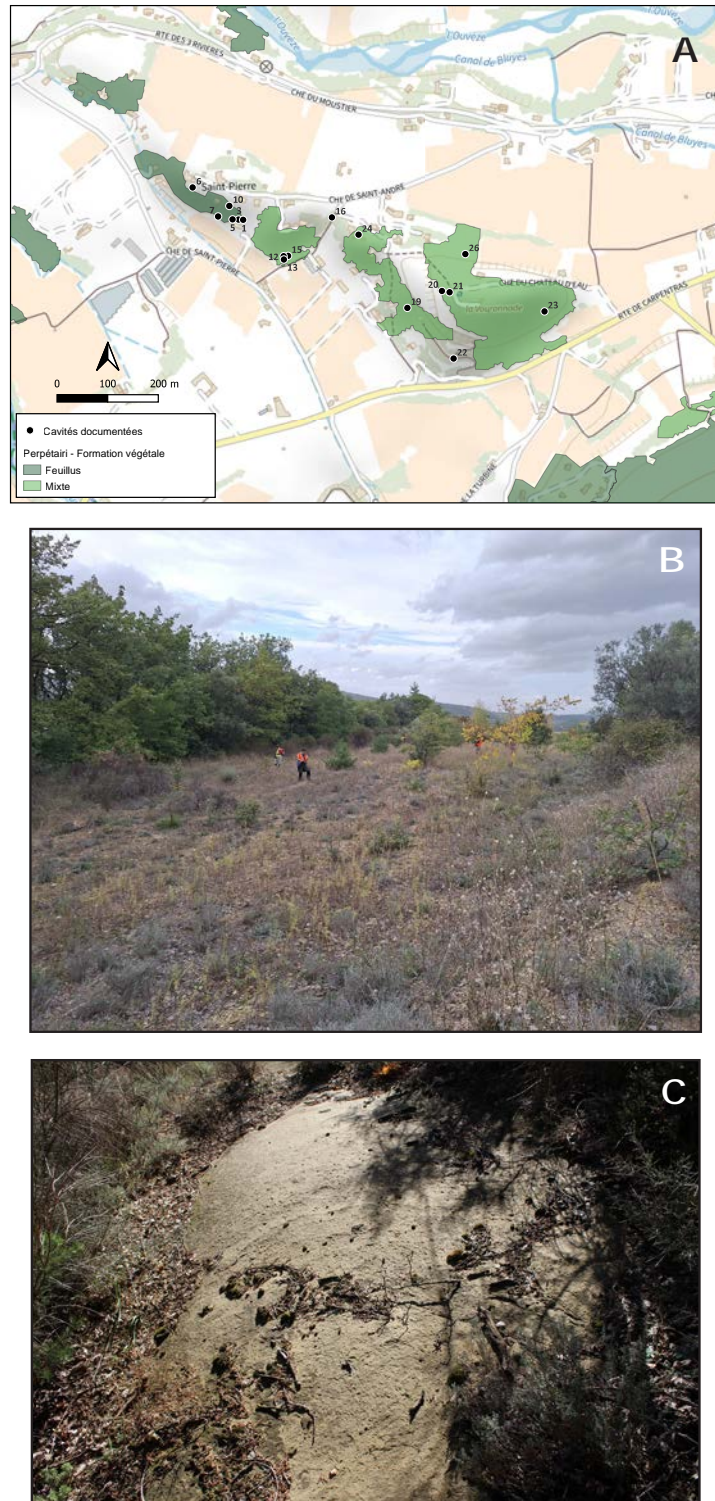 A
l'Ouvèze
l'Ouvèze
l'Ouvèze
RTE DES 3 RIVIERES
Canal de Bluyes
CHE DU MOUSTIER
Canal de Bluyes
6
Saint-Pierre
10
CHE DE SAINT-ANDRE
7
3
5
1
16
24
26
12
15
13
CHE DE SAINT-PIERRE
CHE DU CHATEAU D'EAU
20
21
19
23
RTE DE CARPENTRAS
22
0 100 200 m
Cavités documentées
Perpétairi - Formation végétale
Feuillus
Mixte
B
C